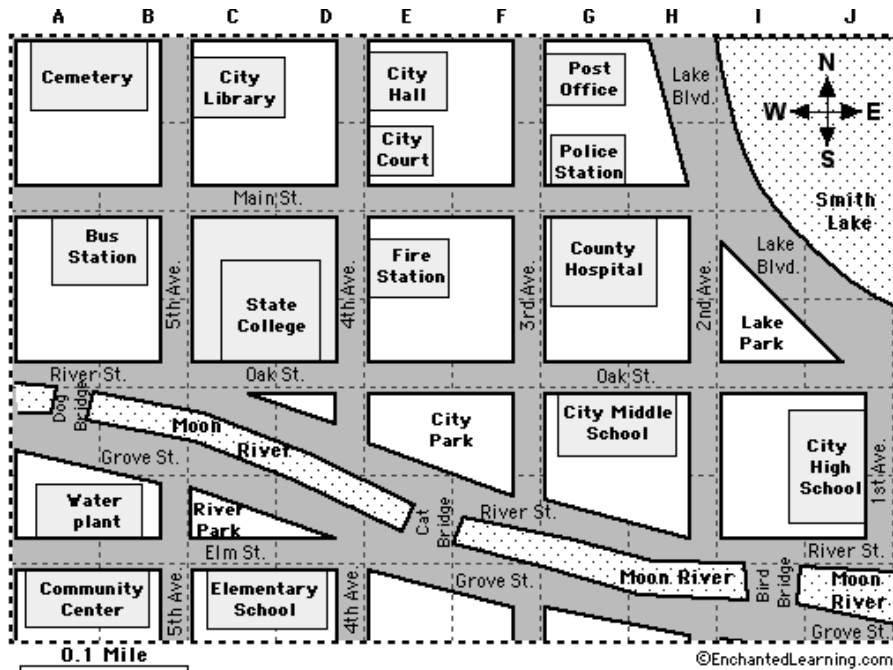 A B C D E F G H I J
Cemetery
City
Library
City
Hall
City
Court
Post
Office
Police
Station
Lake
Blvd.
N
W E
S
Smith
Lake
Main St.
Bus
Station
5th Ave.
State
College
4th Ave.
Fire
Station
3rd Ave.
County
Hospital
2nd Ave.
Lake
Blvd.
Lake
Park
River St.
Oak St.
Oak St.
Dog
Bridge
Moon
River
Grove St.
City
Park
City Middle
School
City
High
School
1st Ave.
Water
plant
River
Park
Cat
Bridge
River St.
Elm St.
River St.
Community
Center
5th Ave.
Elementary
School
4th Ave.
Grove St.
Moon River
Bird
Bridge
Moon
River
Grove St.
0.1 Mile
©EnchantedLearning.com